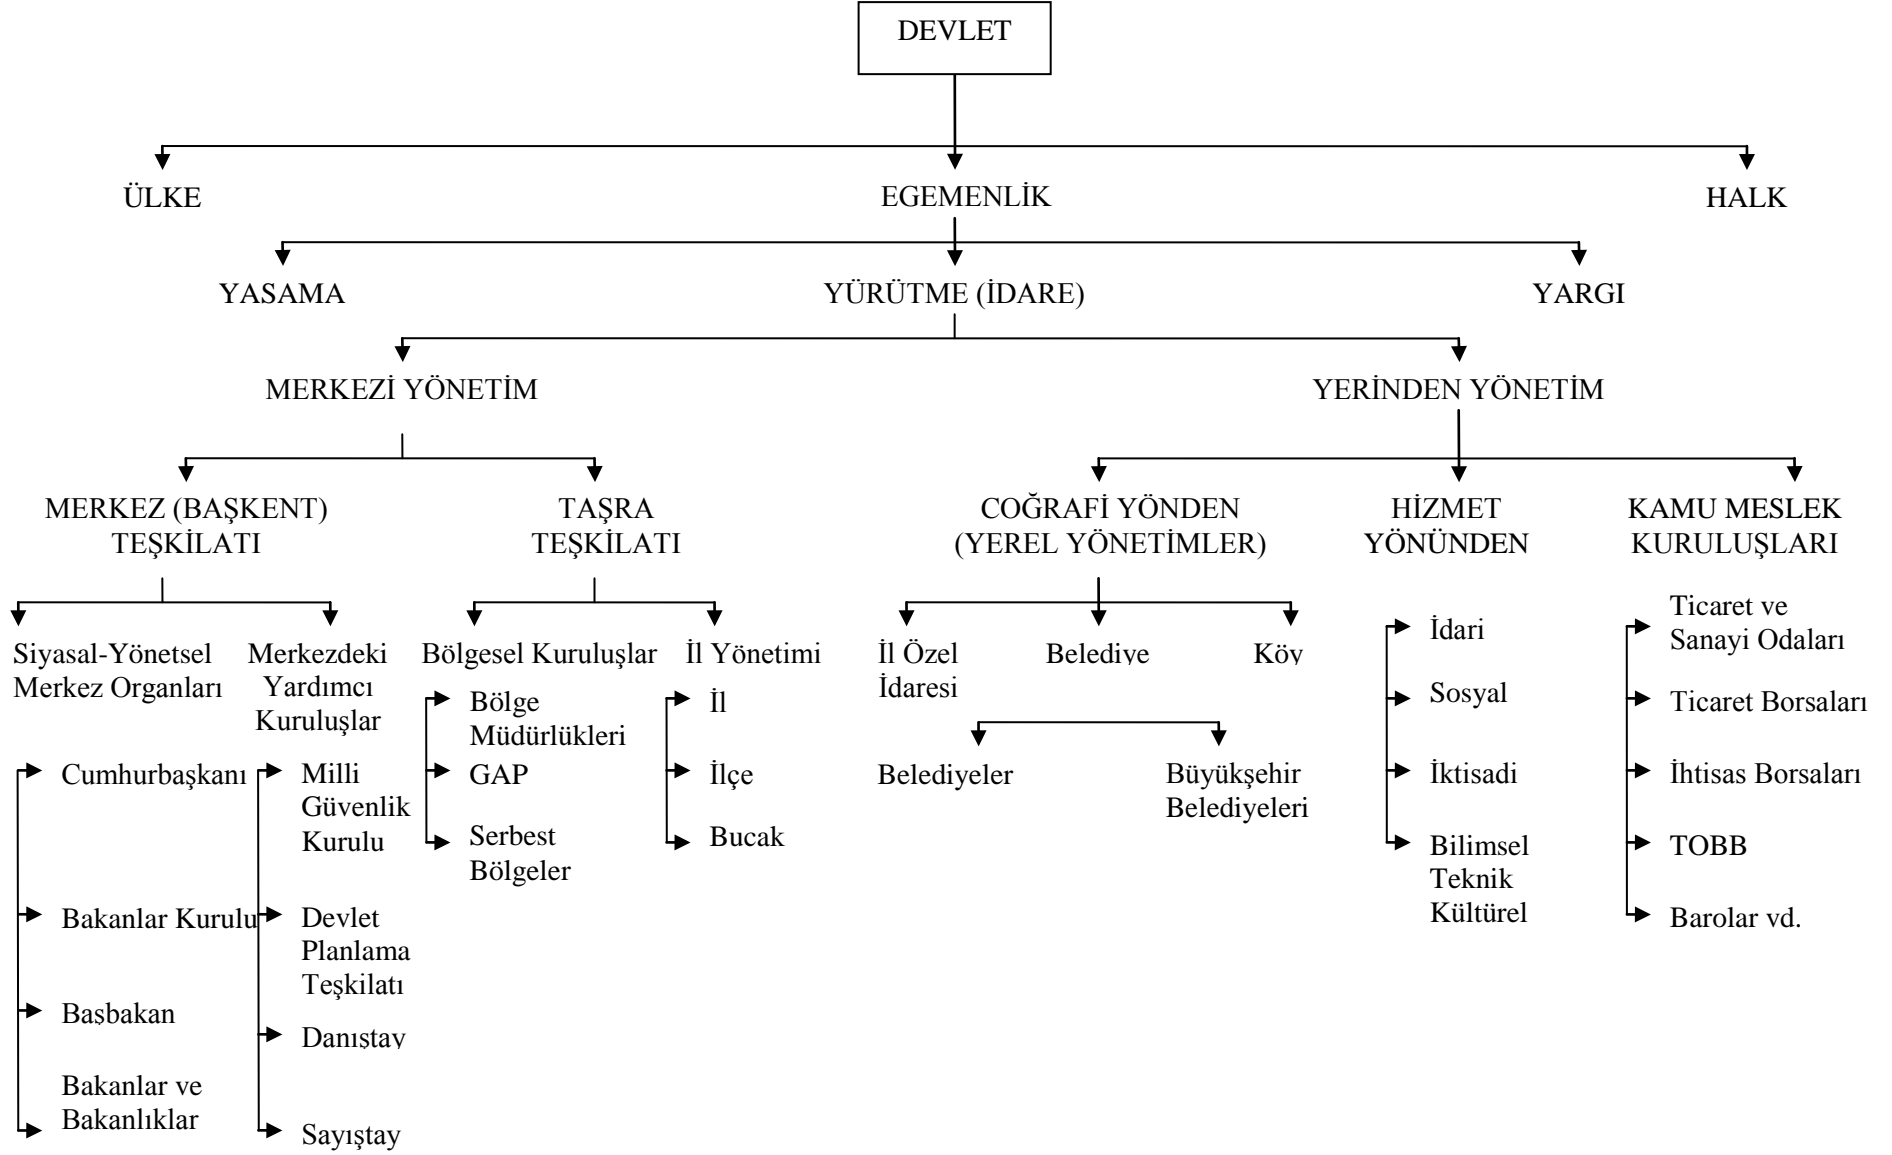 DEVLET
ÜLKE
EGEMENLİK
HALK
YASAMA
YÜRÜTME (İDARE)
YARGI
MERKEZİ YÖNETİM
YERİNDEN YÖNETİM
MERKEZ (BAŞKENT)
TEŞKİLATI
TAŞRA
TEŞKİLATI
COĞRAFİ YÖNDEN
(YEREL YÖNETİMLER)
HİZMET
YÖNÜNDEN
KAMU MESLEK
KURULUŞLARI
Siyasal-Yönetsel
Merkez Organları
Merkezdeki
Yardımcı
Kuruluşlar
Bölgesel Kuruluşlar
İl Yönetimi
İl Özel
İdaresi
Belediye
Köy
Cumhurbaşkanı
Bakanlar Kurulu
Başbakan
Bakanlar ve
Bakanlıklar
Milli
Güvenlik
Kurulu
Devlet
Planlama
Teşkilatı
Danıştay
Sayıştay
Bölge
Müdürlükleri
GAP
Serbest
Bölgeler
İl
İlçe
Bucak
Belediyeler
Büyükşehir
Belediyeleri
İdari
Sosyal
İktisadi
Bilimsel
Teknik
Kültürel
Ticaret ve
Sanayi Odaları
Ticaret Borsaları
İhtisas Borsaları
TOBB
Barolar vd.